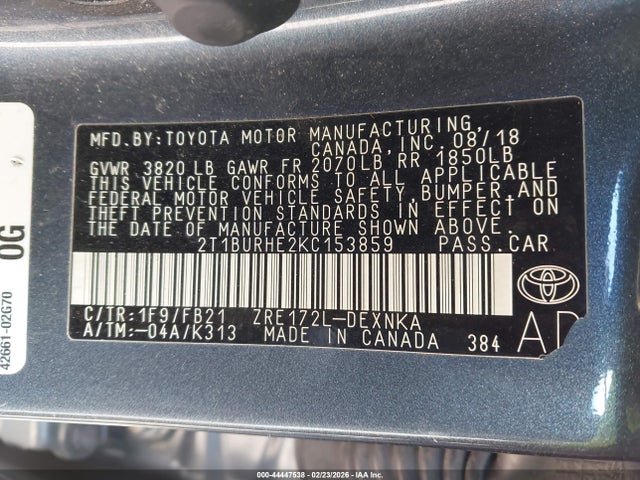 MFD.BY:TOYOTA MOTOR MANUFACTURING,
CANADA,INC. 08/18
GVWR 3820 LB GAWR FR 2070LB RR 1850LB
THIS VEHICLE CONFORMS TO ALL APPLICABLE
FEDERAL MOTOR VEHICLE SAFETY,BUMPER,AND
THEFT PREVENTION STANDARDS IN EFFECT ON
THE DATE OF MANUFACTURE SHOWN ABOVE.
2T1BURHE2KC153859 PASS.CAR
C/TR:1F9/FB21 ZRE172L-DEXNKA
A/TM:-04A/K313 MADE IN CANADA 384
42661-02G70
0G
000-44447538 - 02/23/2026 - IAAI, Inc.